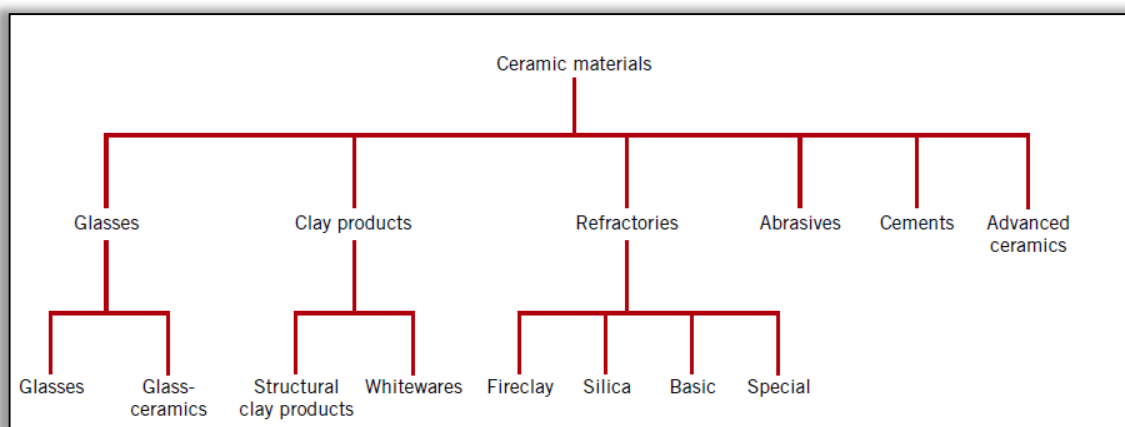 Ceramic materials
Glasses
Clay products
Refractories
Abrasives
Cements
Advanced
ceramics
Glasses
Glass-
ceramics
Structural
clay products
Whitewares
Fireclay
Silica
Basic
Special